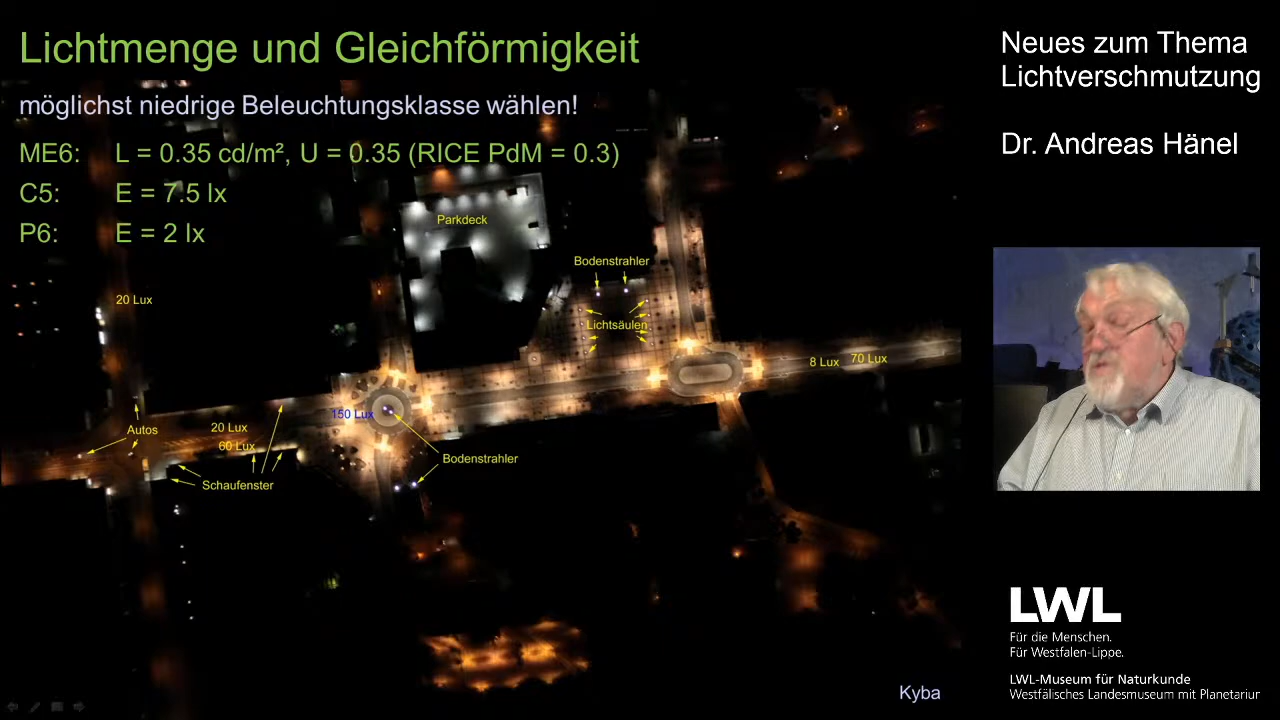 Lichtmenge und Gleichförmigkeit
möglichst niedrige Beleuchtungsklasse wählen!
ME6: L = 0.35 cd/m², U = 0.35 (RICE PdM = 0.3)
C5: E = 7.5 lx
P6: E = 2 lx
Parkdeck
Bodenstrahler
20 Lux
Lichtsäulen
8 Lux 70 Lux
150 Lux
20 Lux
Autos
60 Lux
Bodenstrahler
Schaufenster
Kyba
Neues zum Thema
Lichtverschmutzung
Dr. Andreas Hänel
LWL
Für die Menschen.
Für Westfalen-Lippe.
LWL-Museum für Naturkunde
Westfälisches Landesmuseum mit Planetarium